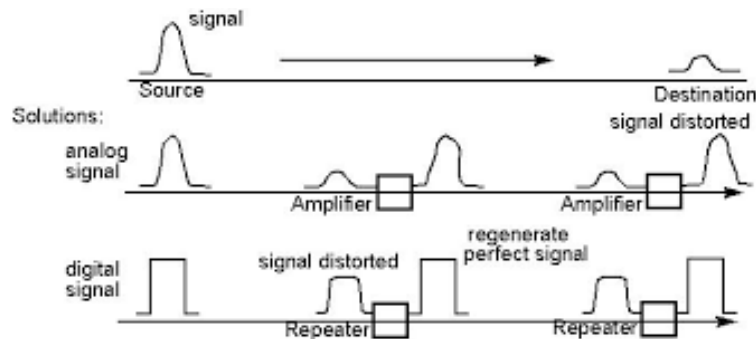 signal
Source
Destination
Solutions:
signal distorted
analog
signal
Amplifier
Amplifier
regenerate
perfect signal
signal distorted
digital
signal
Repeater
Repeater